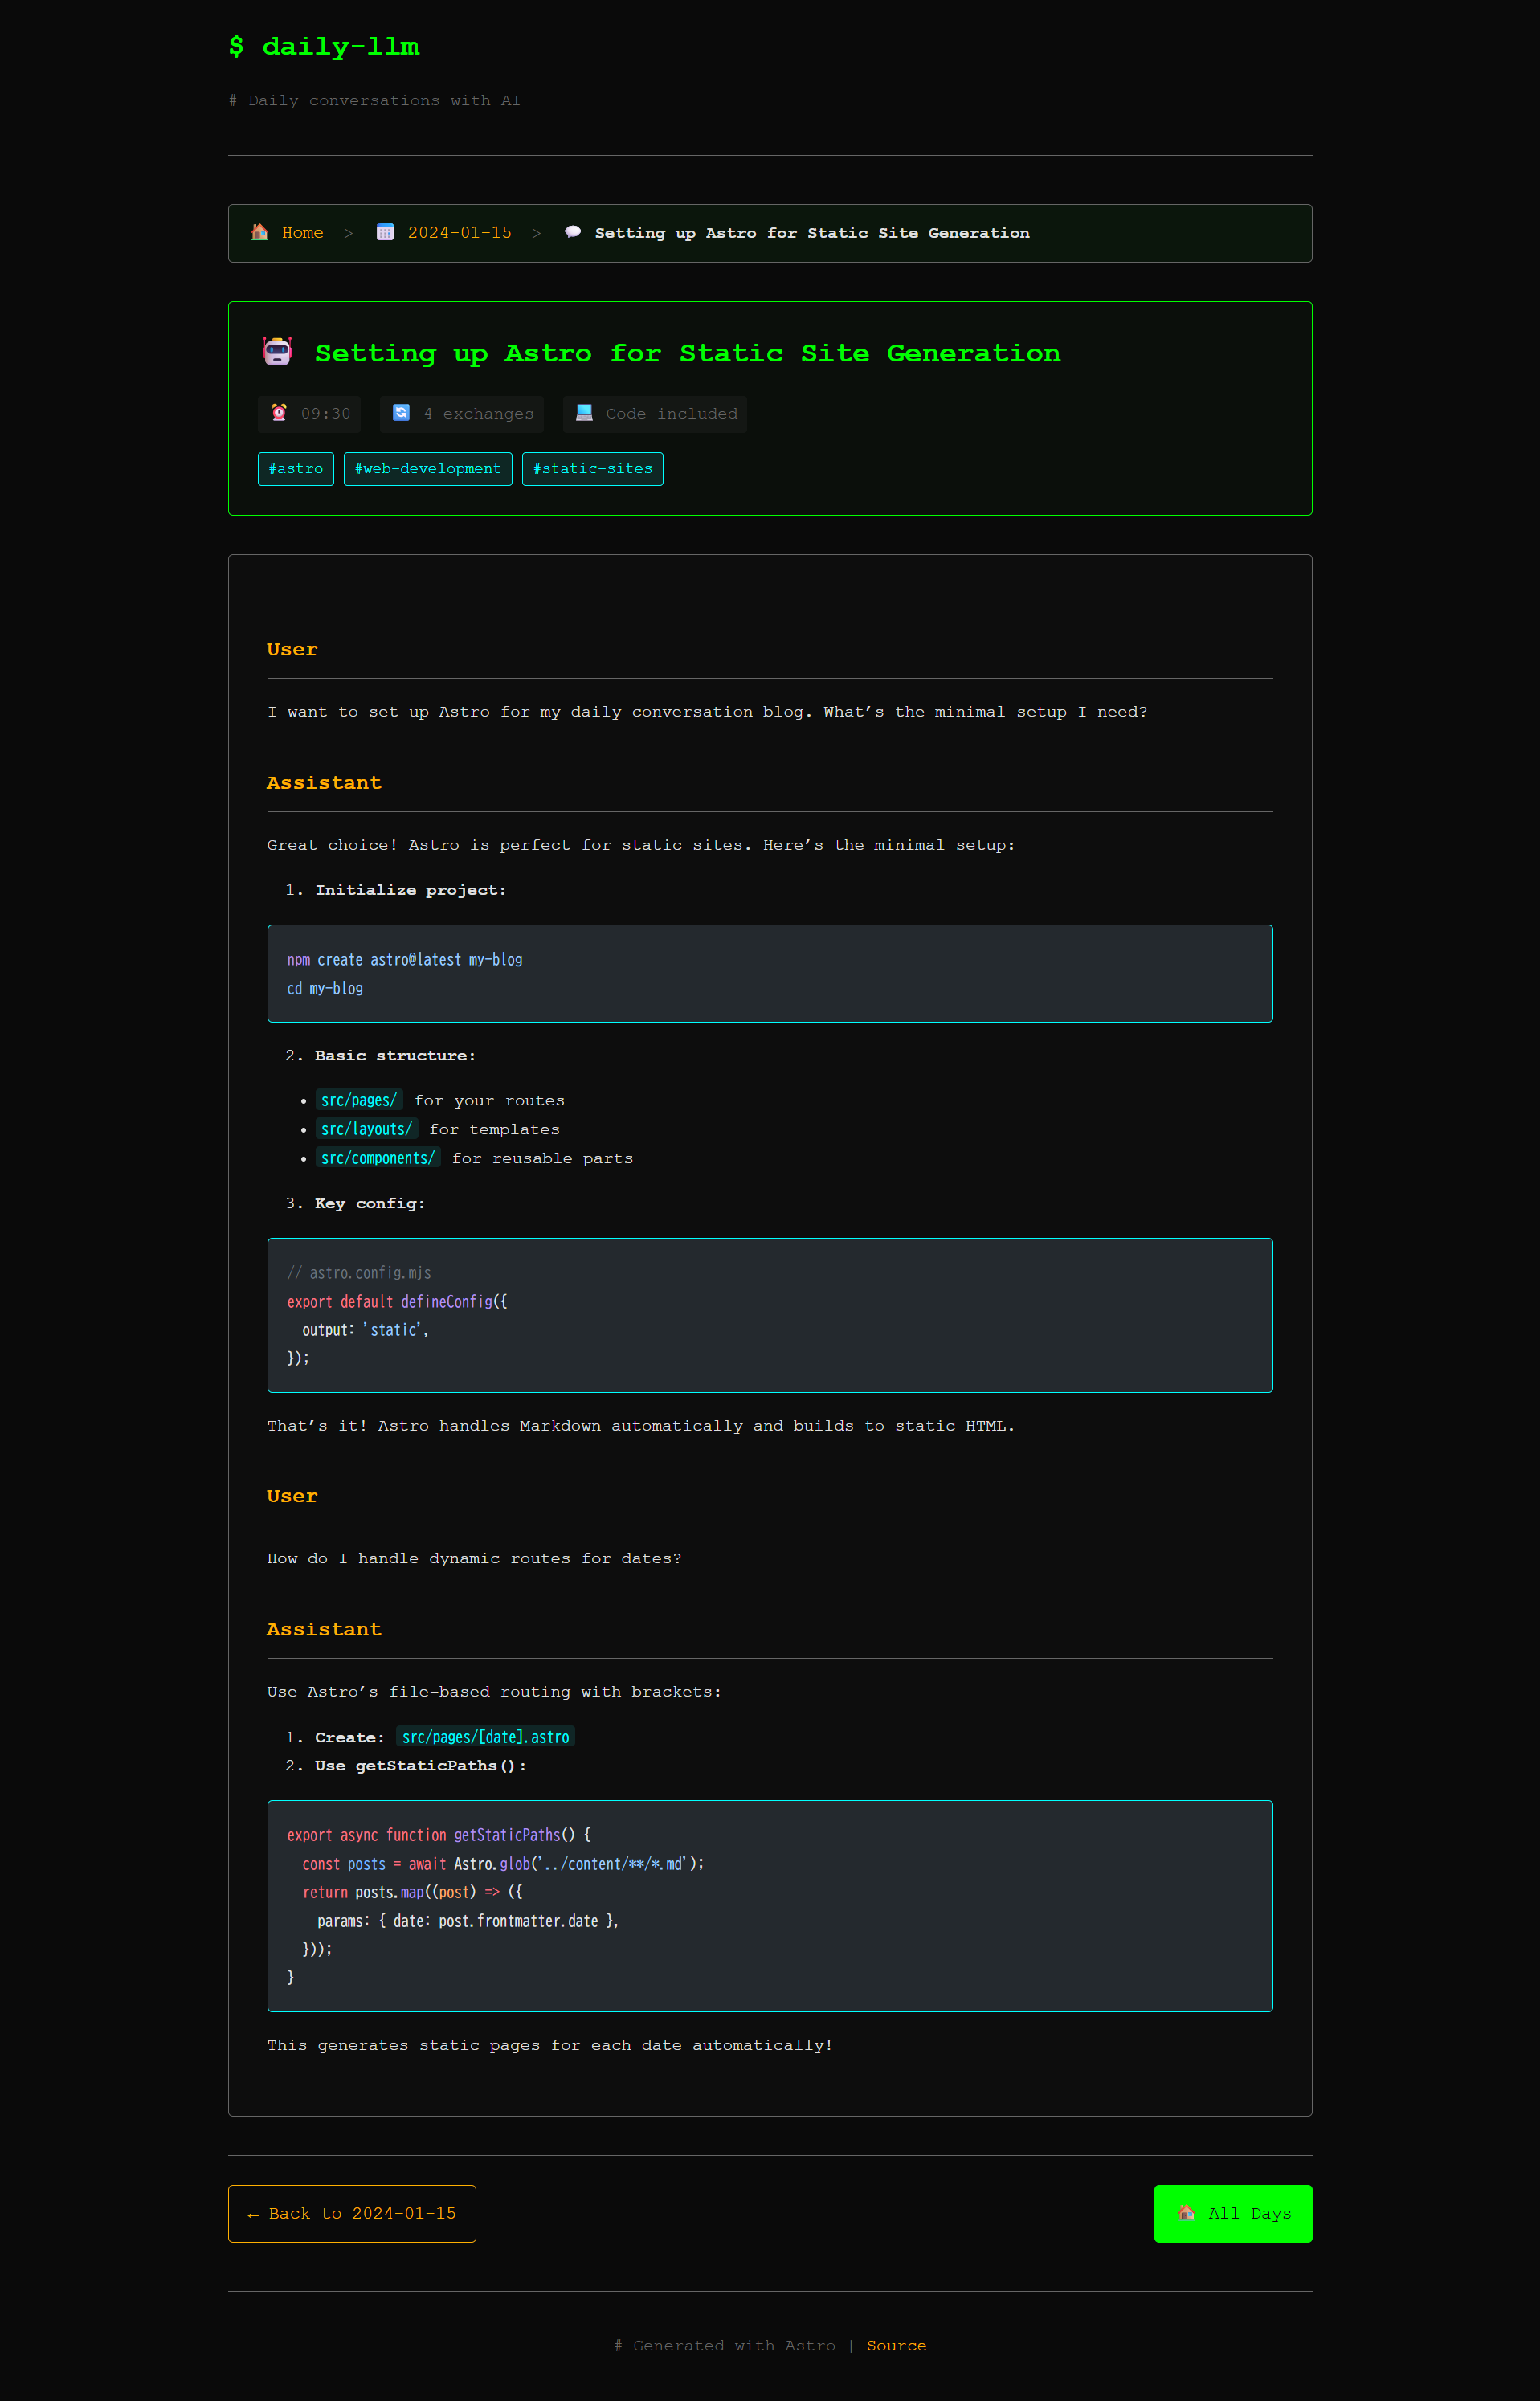 $ daily-llm
# Daily conversations with AI
🏠 Home > 📅 2024-01-15 > 💬 Setting up Astro for Static Site Generation
🤖 Setting up Astro for Static Site Generation
⏰ 09:30 🔄 4 exchanges 💻 Code included
#astro #web-development #static-sites
User
I want to set up Astro for my daily conversation blog. What’s the minimal setup I need?
Assistant
Great choice! Astro is perfect for static sites. Here’s the minimal setup:
1. Initialize project:
npm create astro@latest my-blog
cd my-blog
2. Basic structure:
• src/pages/ for your routes
• src/layouts/ for templates
• src/components/ for reusable parts
3. Key config:
// astro.config.mjs
export default defineConfig({
  output: 'static',
});
That’s it! Astro handles Markdown automatically and builds to static HTML.
User
How do I handle dynamic routes for dates?
Assistant
Use Astro’s file-based routing with brackets:
1. Create: src/pages/[date].astro
2. Use getStaticPaths():
export async function getStaticPaths() {
  const posts = await Astro.glob('../content/**/*.md');
  return posts.map((post) => ({
    params: { date: post.frontmatter.date },
  }));
}
This generates static pages for each date automatically!
← Back to 2024-01-15 🏠 All Days
# Generated with Astro | Source